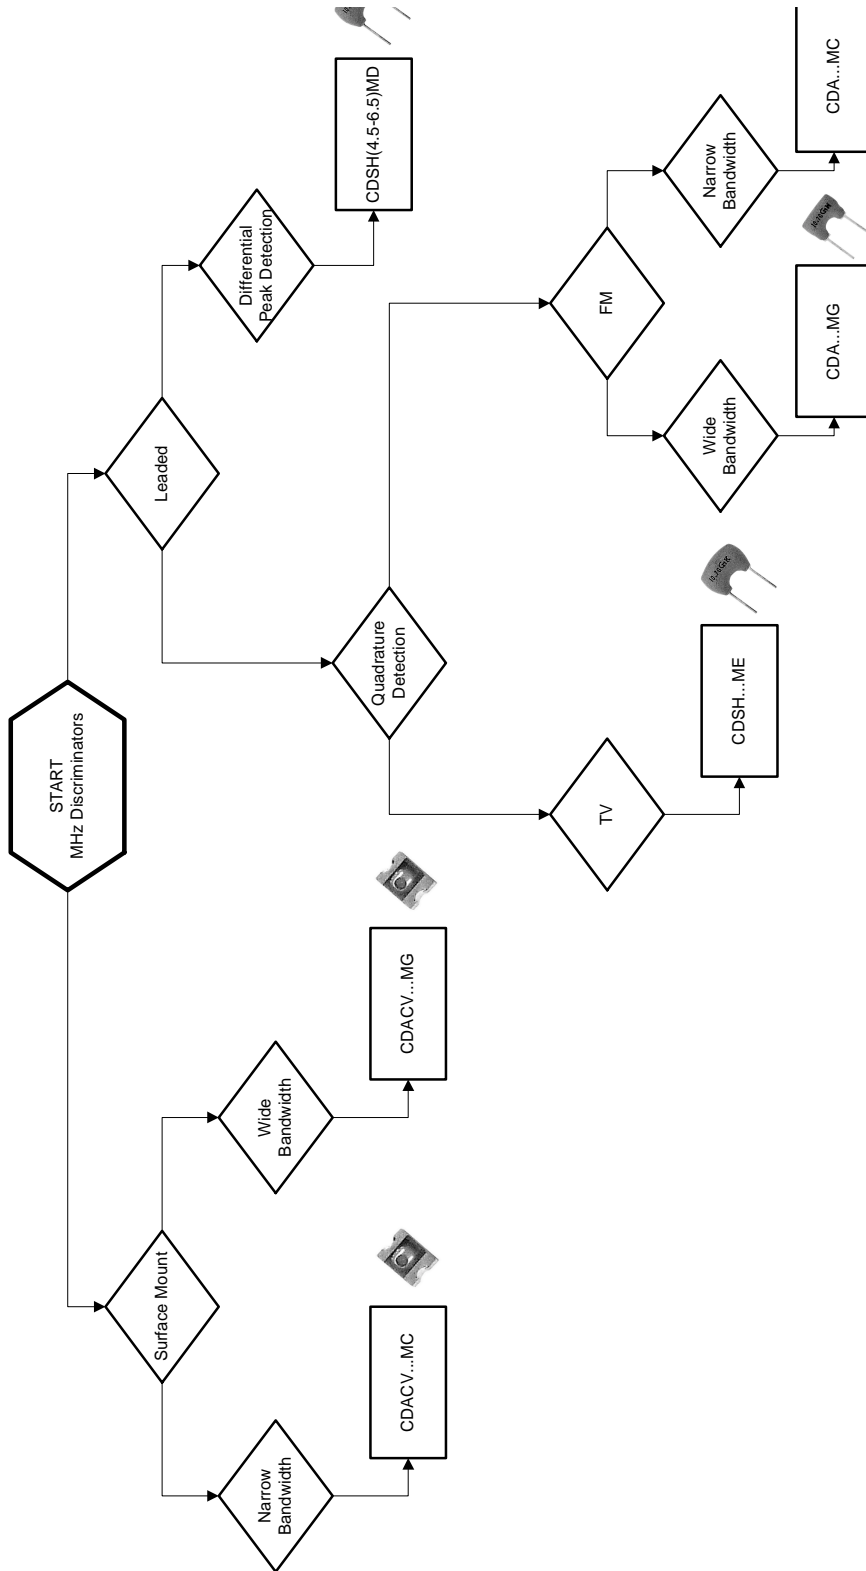 START
MHz Discriminators
Surface Mount
Leaded
Narrow
Bandwidth
Wide
Bandwidth
CDACV...MC
CDACV...MG
Quadrature
Detection
Differential
Peak Detection
CDSH(4.5-6.5)MD
TV
FM
CDSH...ME
Wide
Bandwidth
Narrow
Bandwidth
CDA...MG
CDA...MC